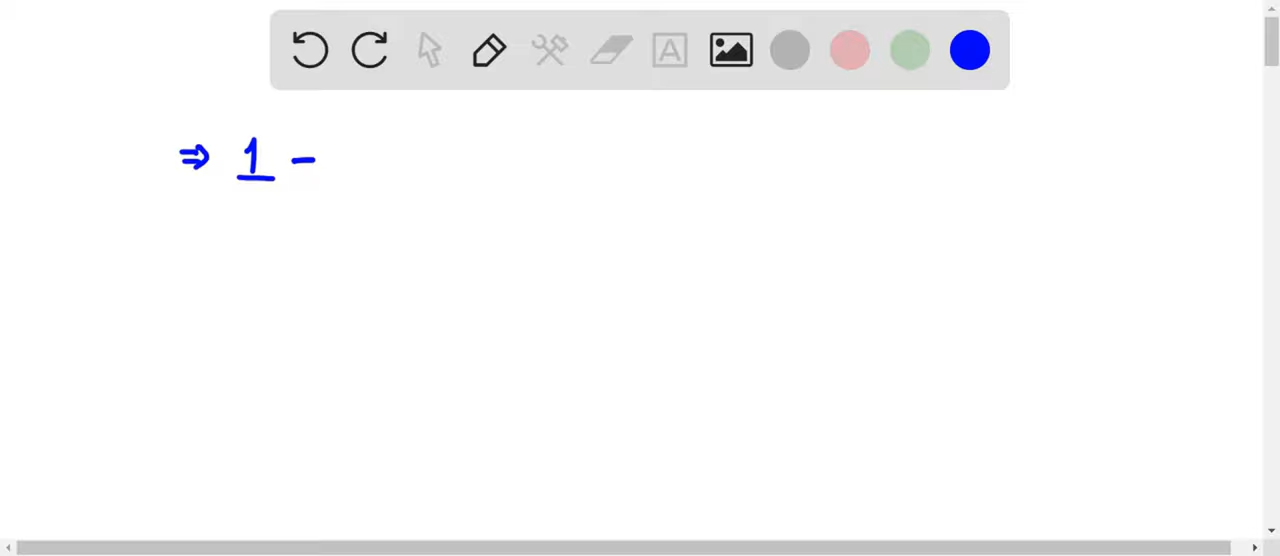 ⇒ 1 –